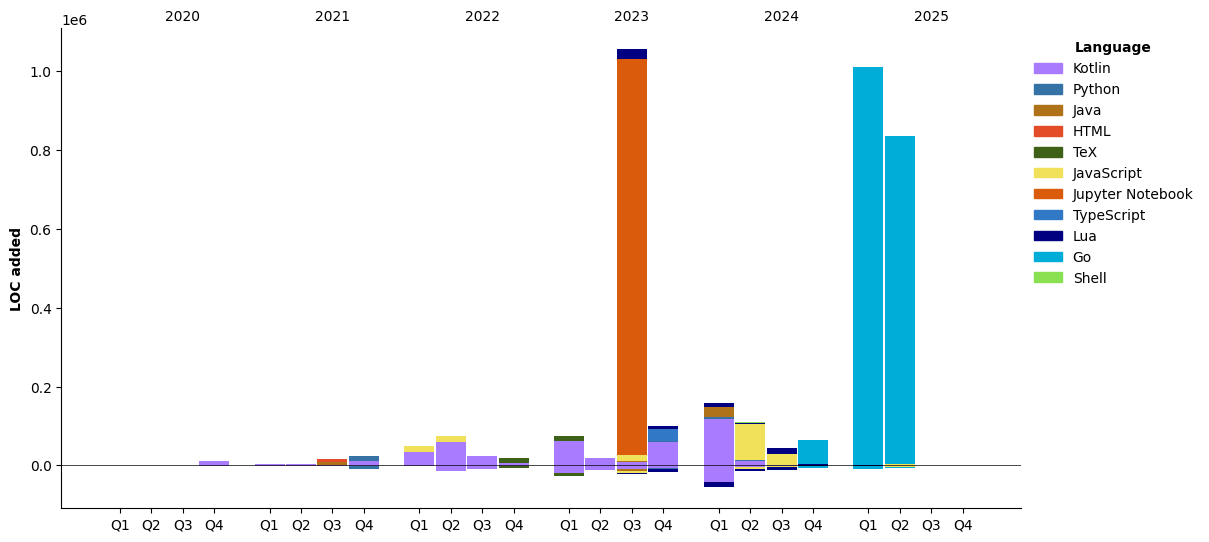 1e6
2020 2021 2022 2023 2024 2025
LOC added
1.0
0.8
0.6
0.4
0.2
0.0
Q1 Q2 Q3 Q4 Q1 Q2 Q3 Q4 Q1 Q2 Q3 Q4 Q1 Q2 Q3 Q4 Q1 Q2 Q3 Q4 Q1 Q2 Q3 Q4
Language
Kotlin
Python
Java
HTML
TeX
JavaScript
Jupyter Notebook
TypeScript
Lua
Go
Shell